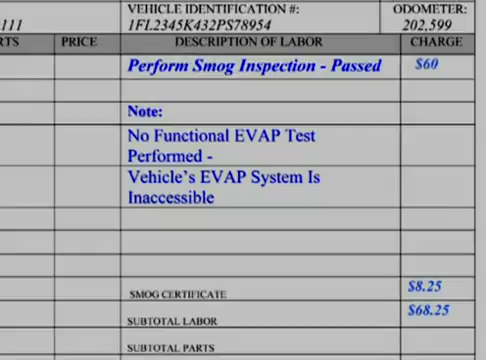 VEHICLE IDENTIFICATION #: ODOMETER:
111 1FL2345K432PS78954 202,599
RTS PRICE DESCRIPTION OF LABOR CHARGE
Perform Smog Inspection - Passed $60
Note:
No Functional EVAP Test
Performed -
Vehicle's EVAP System Is
Inaccessible
SMOG CERTIFICATE $8.25
SUBTOTAL LABOR $68.25
SUBTOTAL PARTS